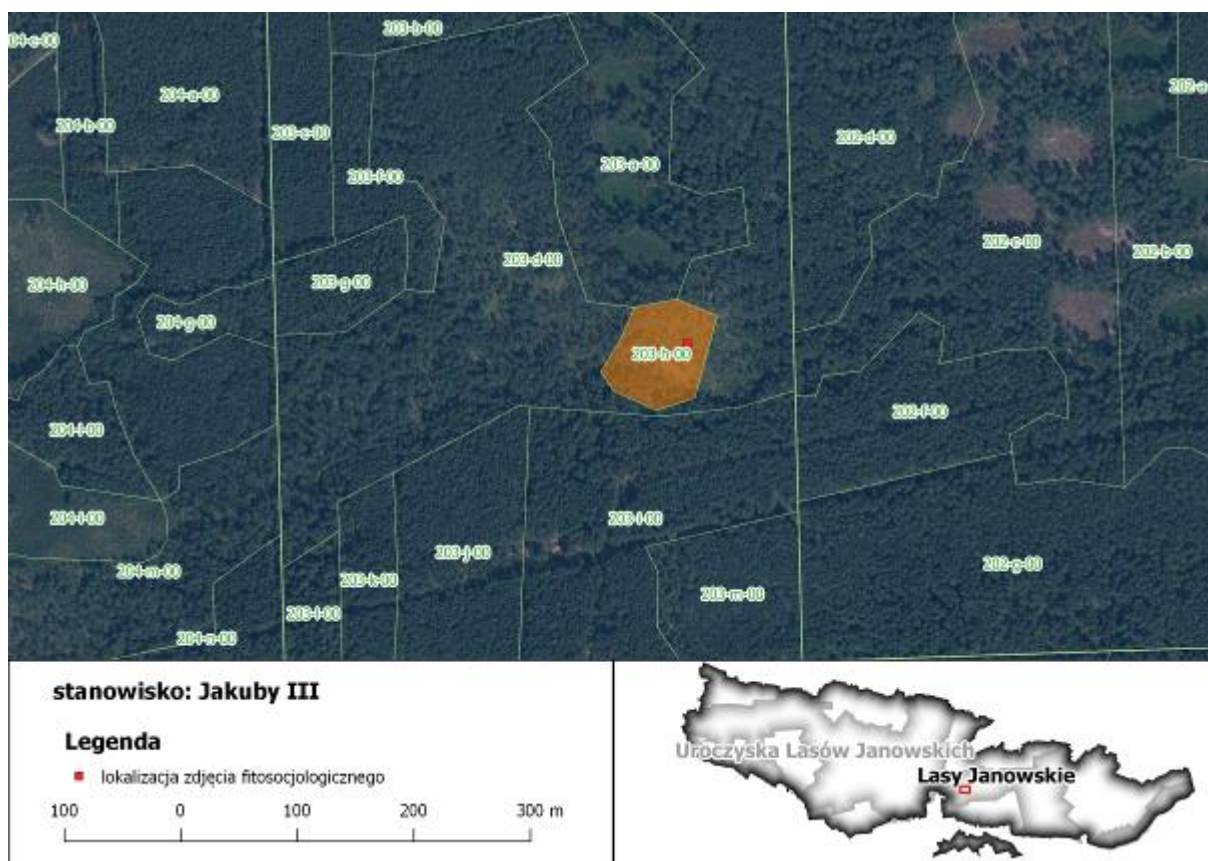 203-b-00
204-c-00
204-a-00
202-a-00
204-b-00
203-c-00
202-d-00
203-a-00
203-f-00
202-c-00
202-b-00
203-d-00
204-h-00
203-g-00
204-g-00
203-h-00
202-f-00
204-i-00
203-i-00
203-j-00
202-g-00
204-m-00
203-k-00
203-m-00
203-l-00
204-n-00
stanowisko: Jakuby III
Legenda
lokalizacja zdjęcia fitosocjologicznego
100 0 100 200 300 m
Uroczyska Lasów Janowskich
Lasy Janowskie